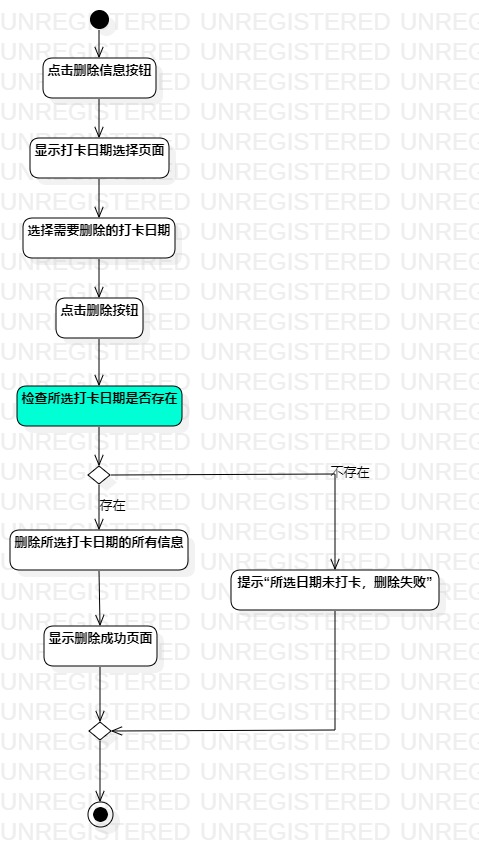 点击删除信息按钮
显示打卡日期选择页面
选择需要删除的打卡日期
点击删除按钮
检查所选打卡日期是否存在
不存在
存在
删除所选打卡日期的所有信息
提示“所选日期未打卡，删除失败”
显示删除成功页面
UNREGISTERED